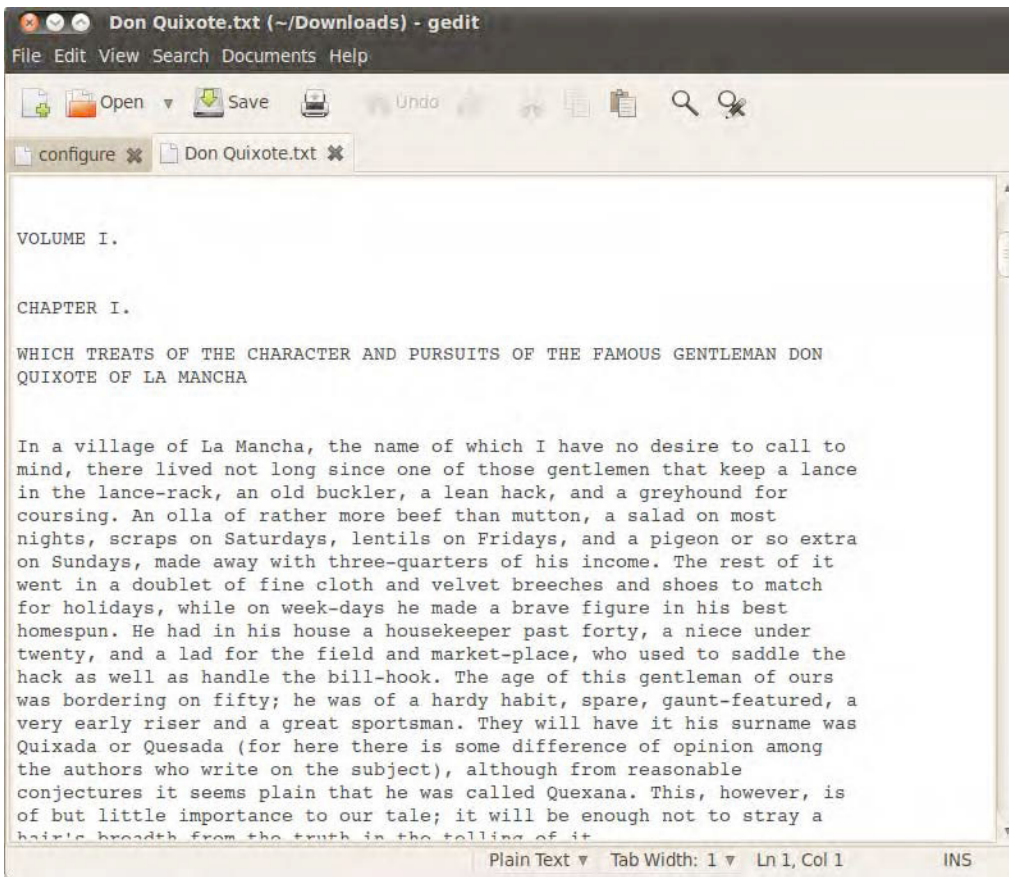 Don Quixote.txt (~/Downloads) - gedit
File Edit View Search Documents Help
Open Save Undo
configure Don Quixote.txt
VOLUME I.
CHAPTER I.
WHICH TREATS OF THE CHARACTER AND PURSUITS OF THE FAMOUS GENTLEMAN DON
QUIXOTE OF LA MANCHA
In a village of La Mancha, the name of which I have no desire to call to
mind, there lived not long since one of those gentlemen that keep a lance
in the lance-rack, an old buckler, a lean hack, and a greyhound for
coursing. An olla of rather more beef than mutton, a salad on most
nights, scraps on Saturdays, lentils on Fridays, and a pigeon or so extra
on Sundays, made away with three-quarters of his income. The rest of it
went in a doublet of fine cloth and velvet breeches and shoes to match
for holidays, while on week-days he made a brave figure in his best
homespun. He had in his house a housekeeper past forty, a niece under
twenty, and a lad for the field and market-place, who used to saddle the
hack as well as handle the bill-hook. The age of this gentleman of ours
was bordering on fifty; he was of a hardy habit, spare, gaunt-featured, a
very early riser and a great sportsman. They will have it his surname was
Quixada or Quesada (for here there is some difference of opinion among
the authors who write on the subject), although from reasonable
conjectures it seems plain that he was called Quexana. This, however, is
of but little importance to our tale; it will be enough not to stray a
hair's breadth from the truth in the telling of it
Plain Text Tab Width: 1 Ln 1, Col 1 INS